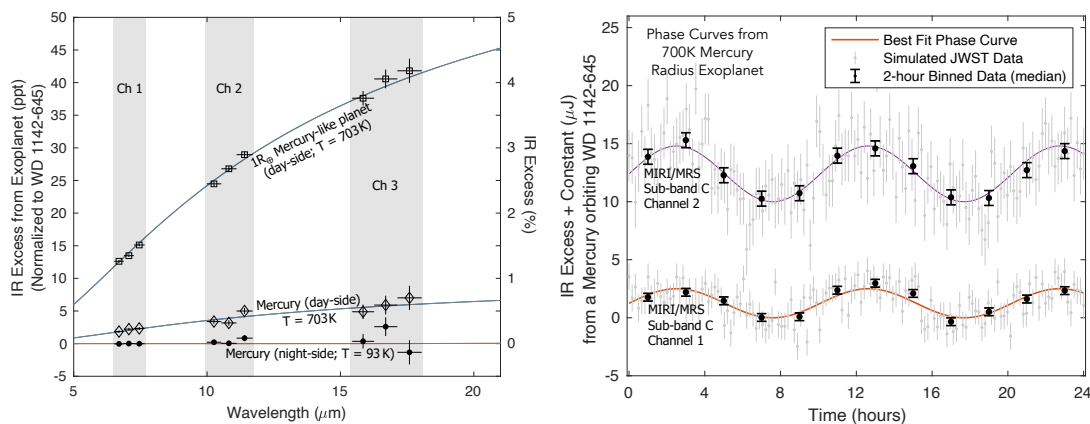 IR Excess from Exoplanet (ppt)
(Normalized to WD 1142-645)
50
45
40
35
30
25
20
15
10
5
0
-5
5
4
3
2
1
0
IR Excess (%)
Ch 1
Ch 2
Ch 3
1R⊕ Mercury-like planet
(day-side; T = 703K)
Mercury (day-side)
T = 703K
Mercury (night-side; T = 93 K)
5
10
15
20
Wavelength (μm)
IR Excess + Constant (μJ)
from a Mercury orbiting WD 1142-645
25
20
15
10
5
0
-5
Phase Curves from
700K Mercury
Radius Exoplanet
Best Fit Phase Curve
Simulated JWST Data
2-hour Binned Data (median)
MIRI/MRS
Sub-band C
Channel 2
MIRI/MRS
Sub-band C
Channel 1
0
4
8
12
16
20
24
Time (hours)